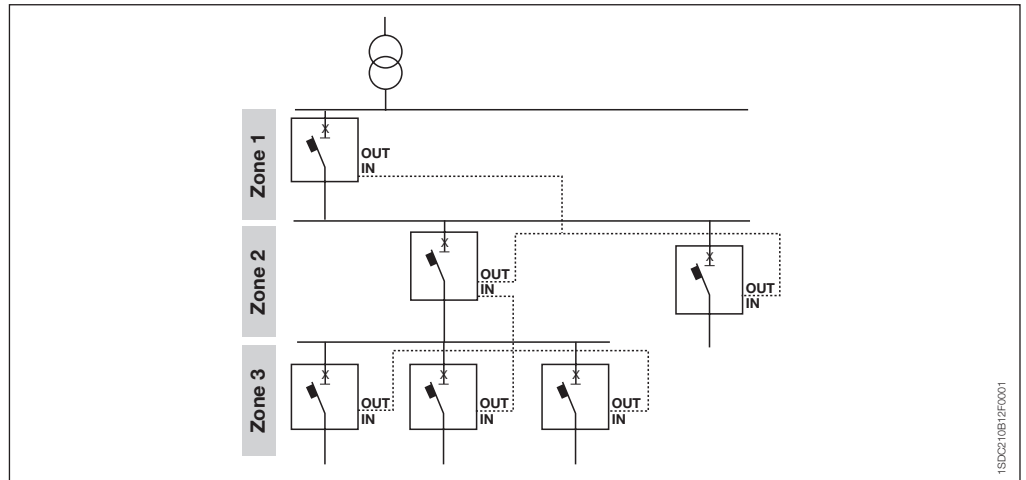 Zone 1
OUT
IN
Zone 2
OUT
IN
OUT
IN
Zone 3
OUT
IN
OUT
IN
OUT
IN
1SDC210B12F0001